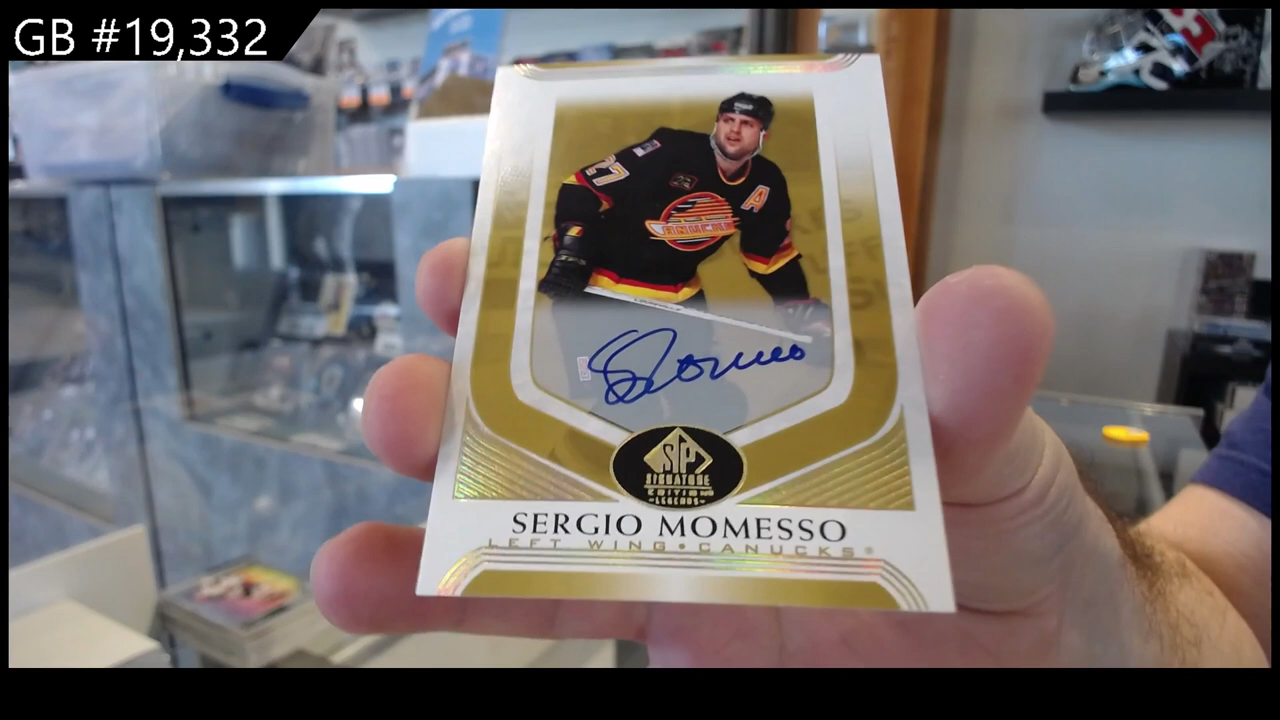 GB #19,332
27
A
CANUCKS
SP
SIGNATURE
EDITION
LEGENDS
SERGIO MOMESSO
LEFT WING • CANUCKS®